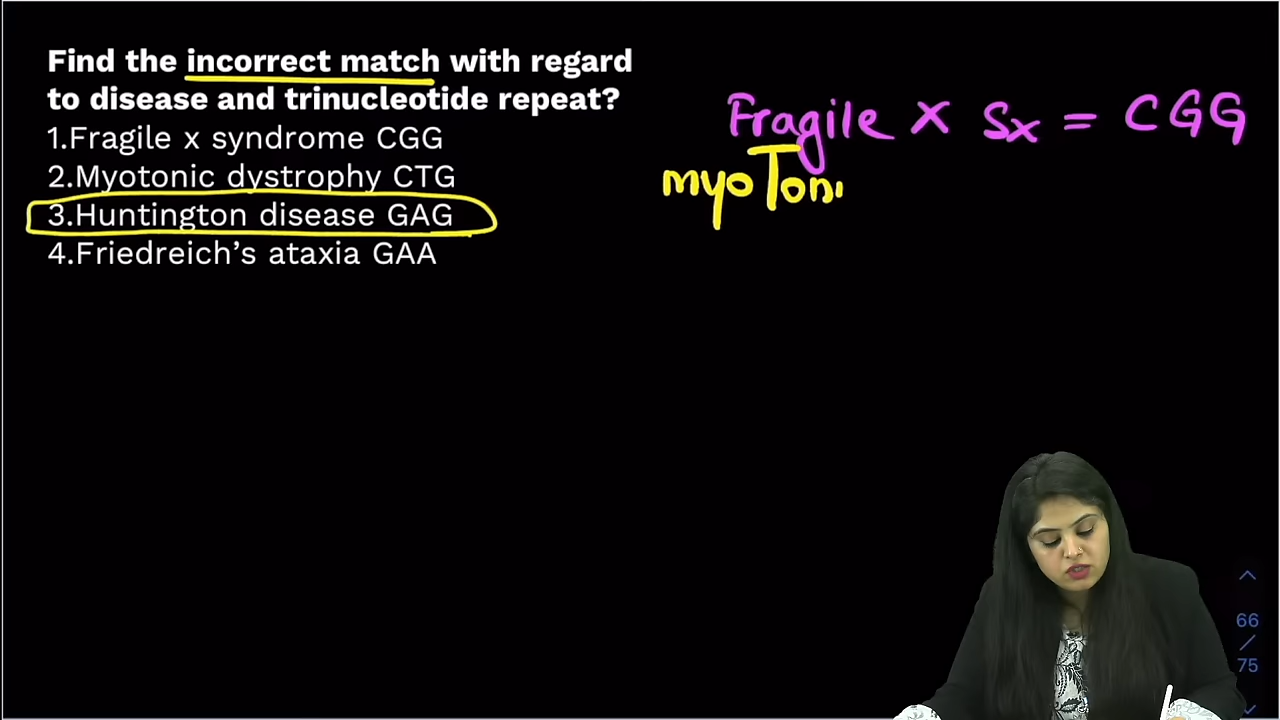 Find the incorrect match with regard
to disease and trinucleotide repeat?
1.Fragile x syndrome CGG
2.Myotonic dystrophy CTG
3.Huntington disease GAG
4.Friedreich’s ataxia GAA
Fragile X Sx = CGG
myoToni
66
/
75